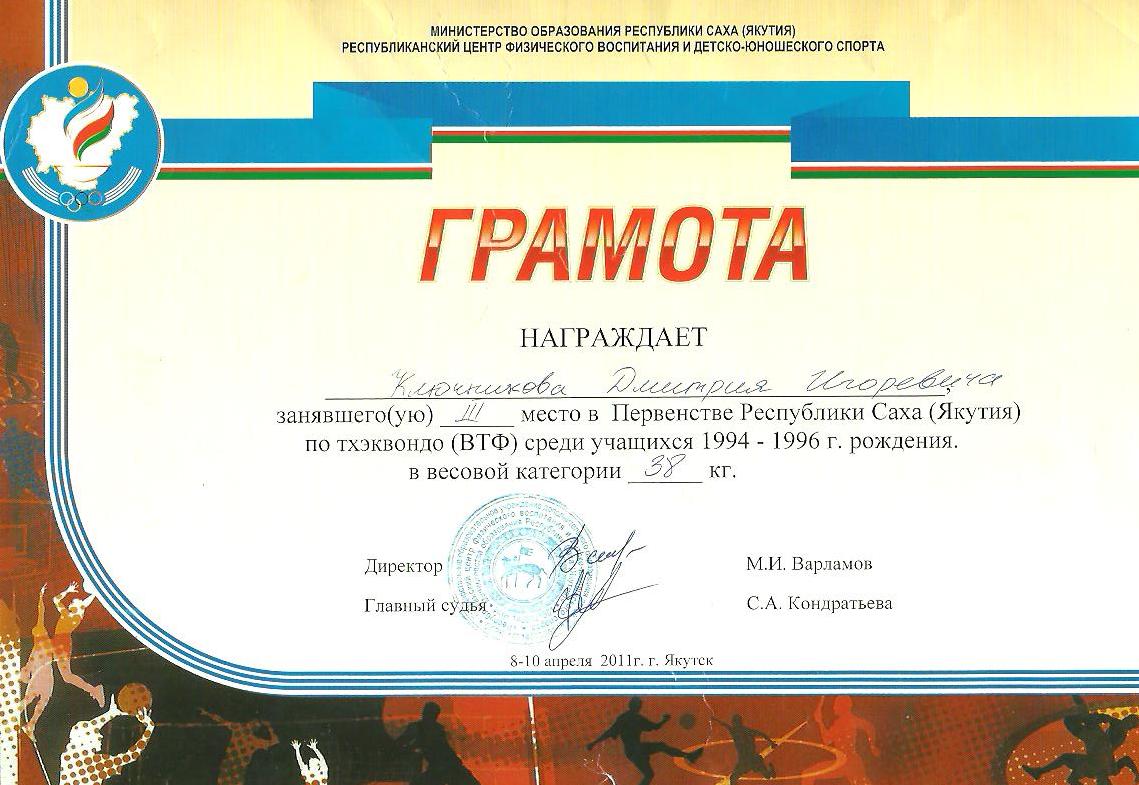 МИНИСТЕРСТВО ОБРАЗОВАНИЯ РЕСПУБЛИКИ САХА (ЯКУТИЯ)
РЕСПУБЛИКАНСКИЙ ЦЕНТР ФИЗИЧЕСКОГО ВОСПИТАНИЯ И ДЕТСКО-ЮНОШЕСКОГО СПОРТА
ГРАМОТА
НАГРАЖДАЕТ
Ключникова Дмитрия Игоревича,
занявшего(ую) III место в Первенстве Республики Саха (Якутия)
по тхэквондо (ВТФ) среди учащихся 1994 - 1996 г. рождения.
в весовой категории 38 кг.
Директор М.И. Варламов
Главный судья С.А. Кондратьева
8-10 апреля 2011г. г. Якутск